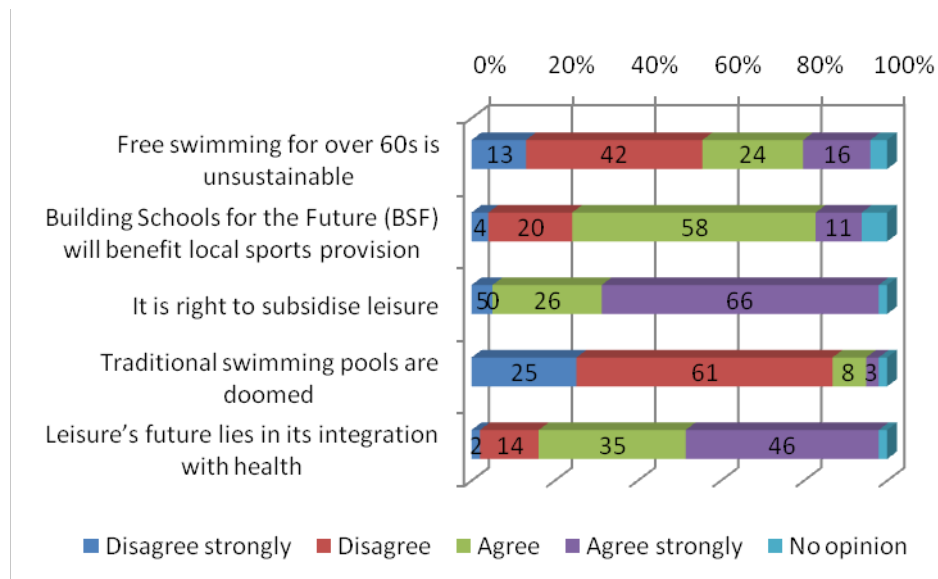 0% 20% 40% 60% 80% 100%
Free swimming for over 60s is
unsustainable
13 42 24 16
Building Schools for the Future (BSF)
will benefit local sports provision
4 20 58 11
It is right to subsidise leisure
5 0 26 66
Traditional swimming pools are
doomed
25 61 8 3
Leisure’s future lies in its integration
with health
2 14 35 46
Disagree strongly Disagree Agree Agree strongly No opinion